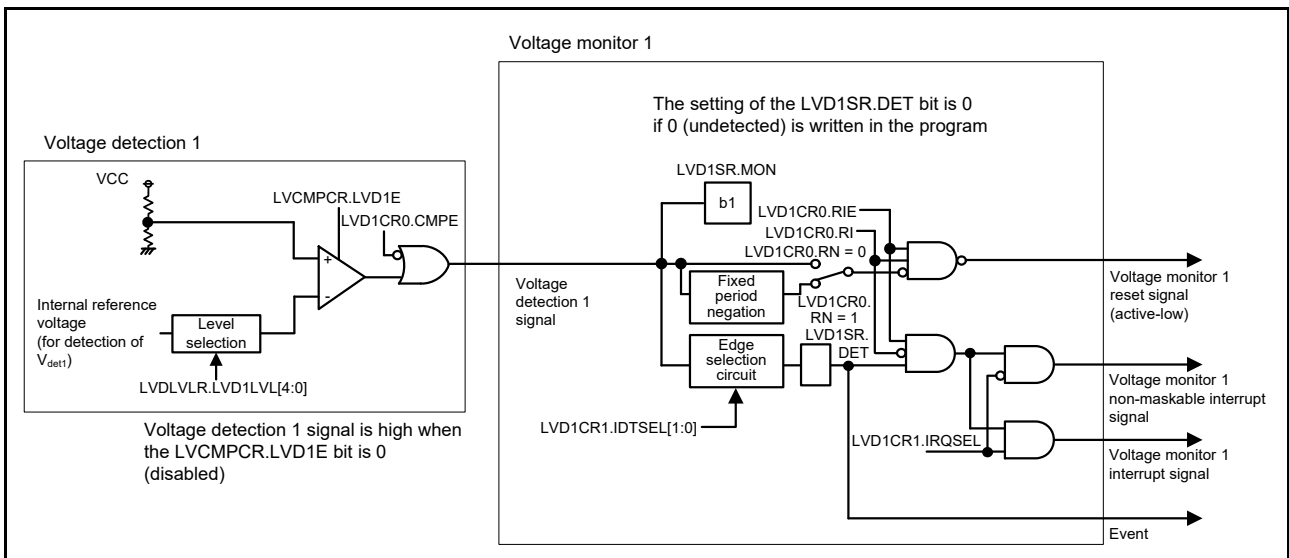 Voltage monitor 1
The setting of the LVD1SR.DET bit is 0
if 0 (undetected) is written in the program
Voltage detection 1
VCC
LVCMPCR.LVD1E
LVD1CR0.CMPE
+
-
Internal reference
voltage
(for detection of
Vdet1)
Level
selection
LVDLVLR.LVD1LVL[4:0]
Voltage detection 1 signal is high when
the LVCMPCR.LVD1E bit is 0
(disabled)
Voltage
detection 1
signal
LVD1SR.MON
b1
LVD1CR0.RIE
LVD1CR0.RI
LVD1CR0.RN = 0
Fixed
period
negation
LVD1CR0.
RN = 1
LVD1SR.
DET
Edge
selection
circuit
LVD1CR1.IDTSEL[1:0]
LVD1CR1.IRQSEL
Voltage monitor 1
reset signal
(active-low)
Voltage monitor 1
non-maskable interrupt
signal
Voltage monitor 1
interrupt signal
Event